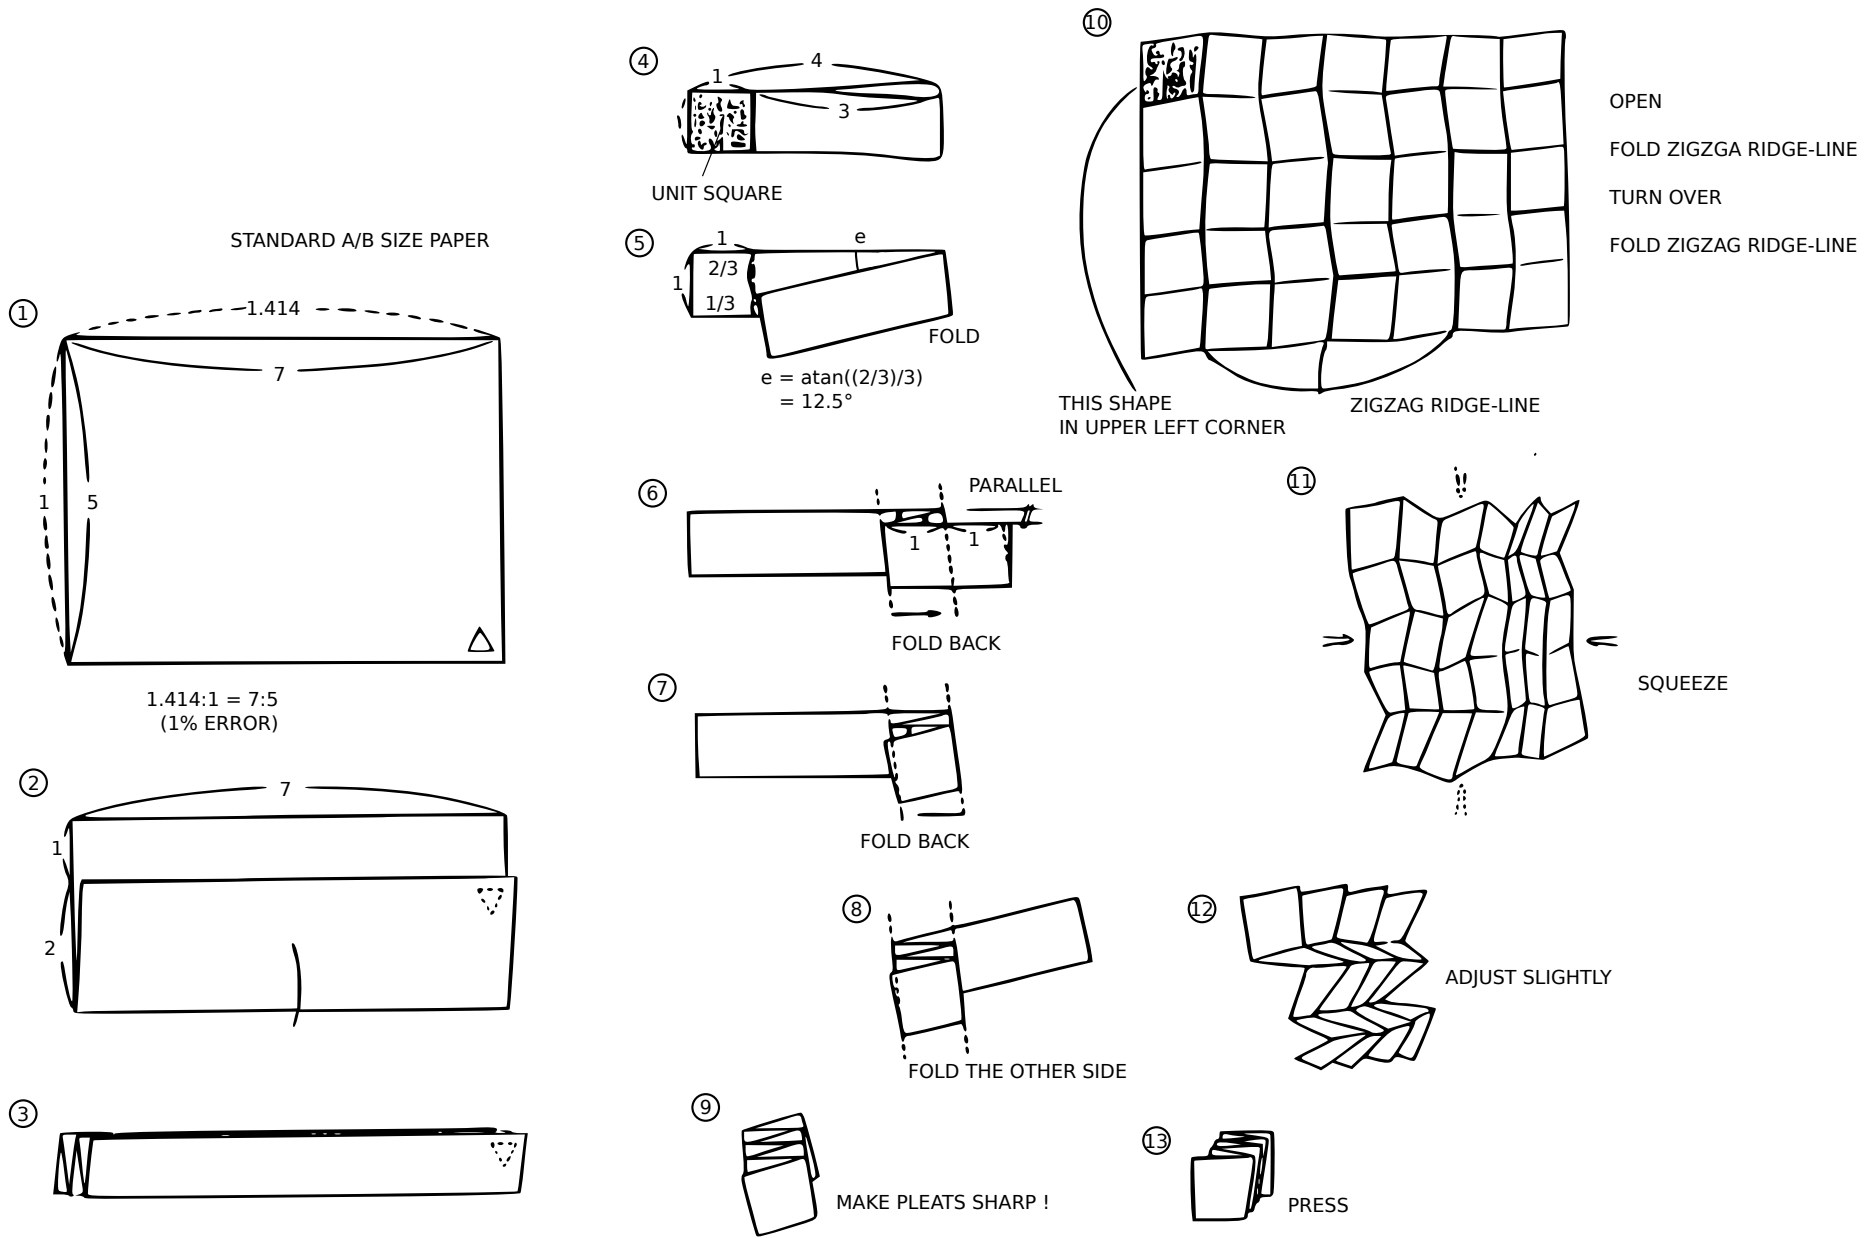 STANDARD A/B SIZE PAPER
1
1.414
7
1
5
1.414:1 = 7:5
(1% ERROR)
2
7
1
2
3
4
4
1
3
UNIT SQUARE
5
1
e
2/3
1
1/3
FOLD
e = atan((2/3)/3)
= 12.5°
6
PARALLEL
1
1
FOLD BACK
7
FOLD BACK
8
FOLD THE OTHER SIDE
9
MAKE PLEATS SHARP !
10
OPEN
FOLD ZIGZGA RIDGE-LINE
TURN OVER
FOLD ZIGZAG RIDGE-LINE
THIS SHAPE
IN UPPER LEFT CORNER
ZIGZAG RIDGE-LINE
11
SQUEEZE
12
ADJUST SLIGHTLY
13
PRESS